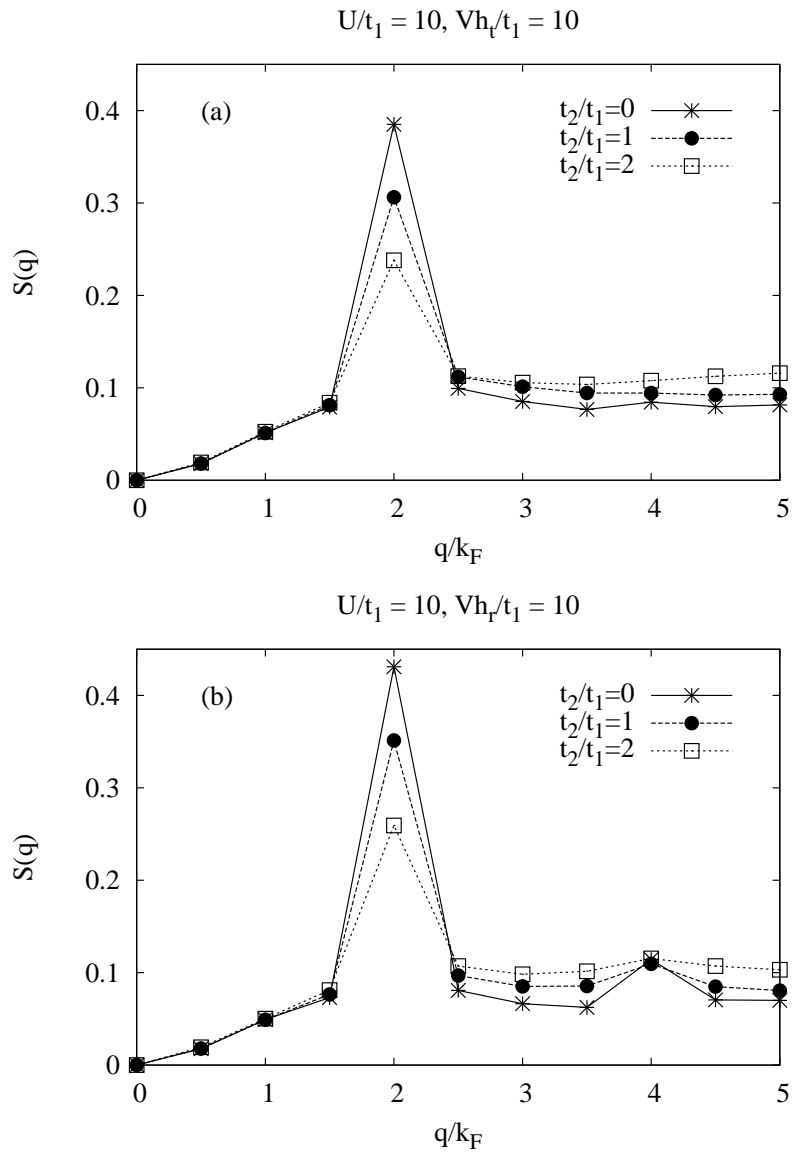 U/t1 = 10, Vht/t1 = 10
(a)
t2/t1=0
t2/t1=1
t2/t1=2
S(q)
0.4
0.3
0.2
0.1
0
0 1 2 3 4 5
q/kF
U/t1 = 10, Vhr/t1 = 10
(b)
t2/t1=0
t2/t1=1
t2/t1=2
S(q)
0.4
0.3
0.2
0.1
0
0 1 2 3 4 5
q/kF